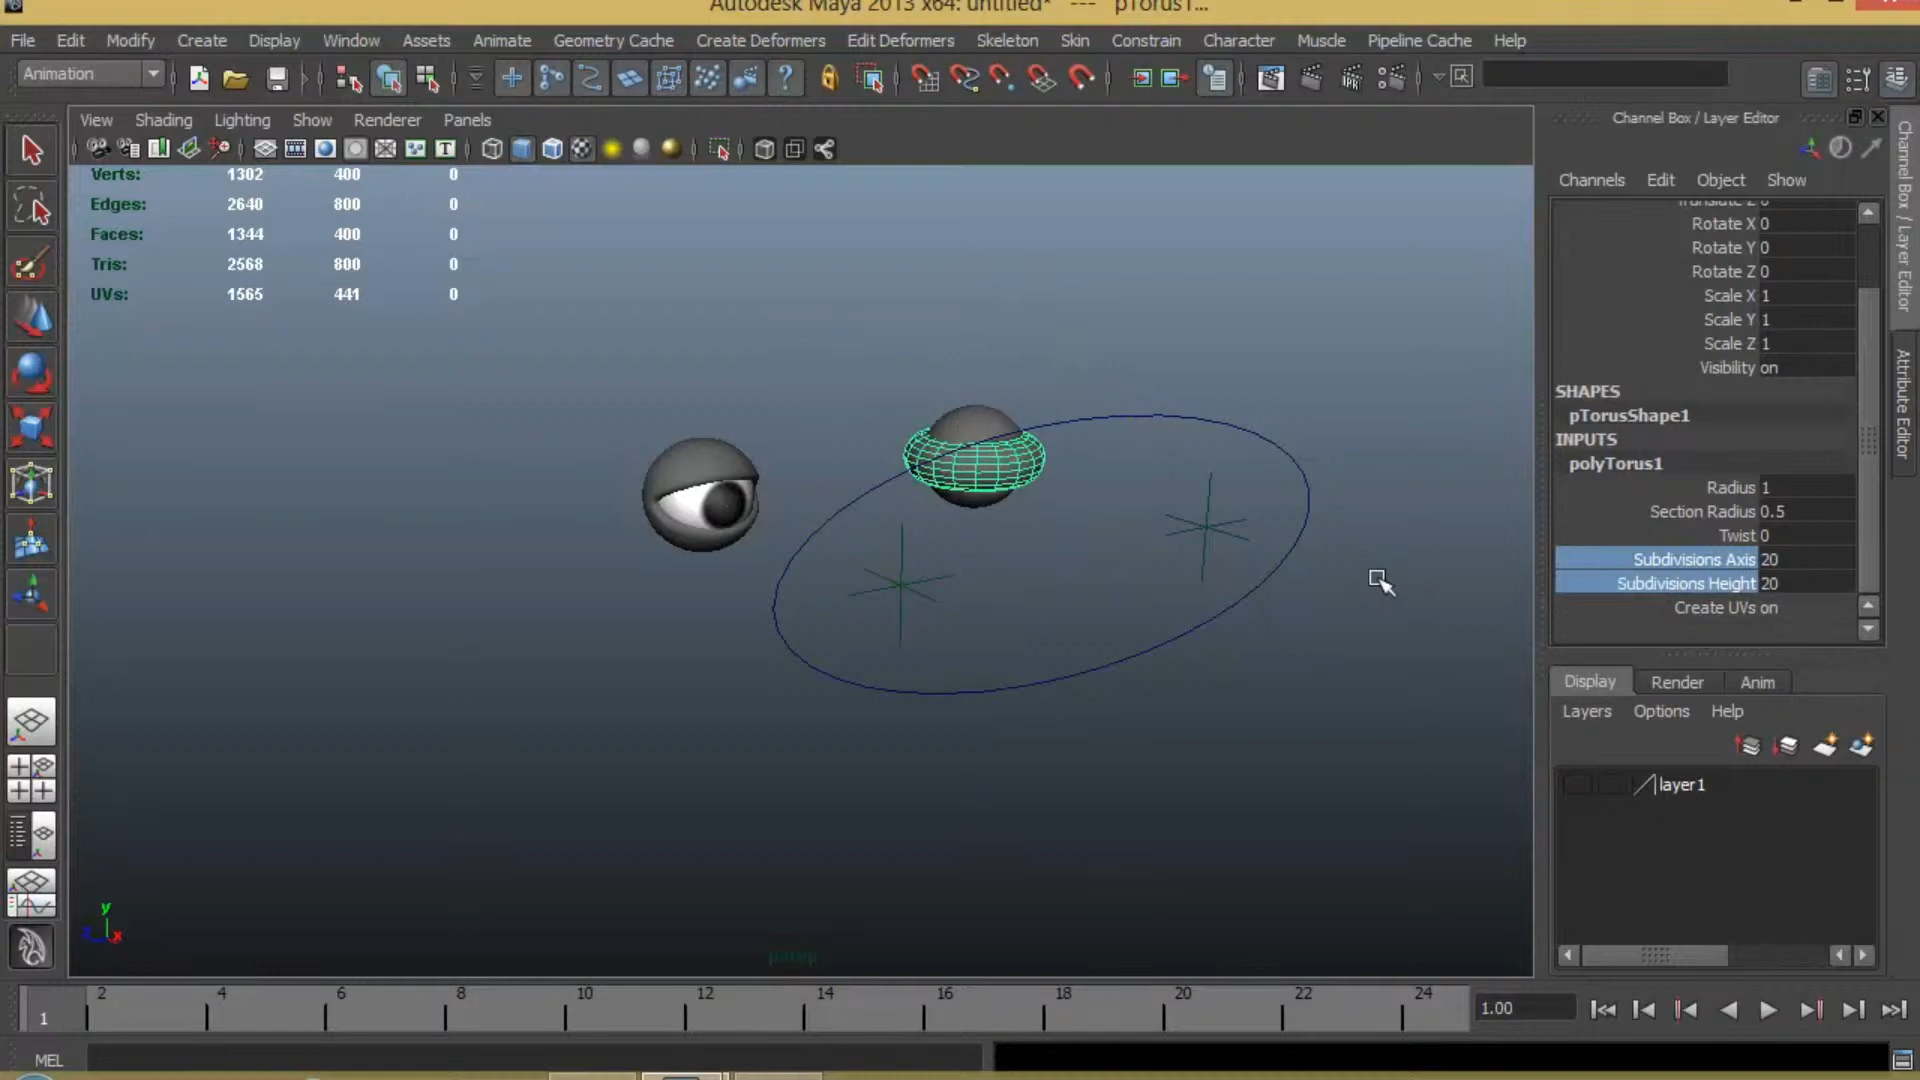 Autodesk Maya 2013 x64: untitled* --- pTorus1...
File Edit Modify Create Display Window Assets Animate Geometry Cache Create Deformers Edit Deformers Skeleton Skin Constrain Character Muscle Pipeline Cache Help
Animation
View Shading Lighting Show Renderer Panels
Channel Box / Layer Editor
Channels Edit Object Show
Verts: 1302 400 0
Edges: 2640 800 0
Faces: 1344 400 0
Tris: 2568 800 0
UVs: 1565 441 0
Translate Z 0
Rotate X 0
Rotate Y 0
Rotate Z 0
Scale X 1
Scale Y 1
Scale Z 1
Visibility on
SHAPES
pTorusShape1
INPUTS
polyTorus1
Radius 1
Section Radius 0.5
Twist 0
Subdivisions Axis 20
Subdivisions Height 20
Create UVs on
Channel Box / Layer Editor
Attribute Editor
Display Render Anim
Layers Options Help
layer1
y
z x
persp
2 4 6 8 10 12 14 16 18 20 22 24
1
1.00
MEL